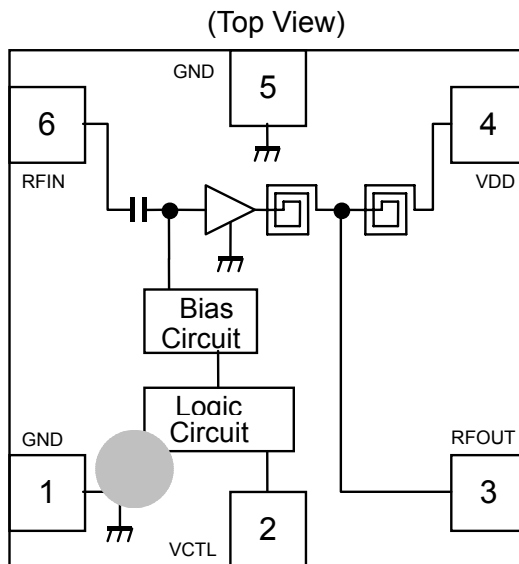 (Top View)
GND
5
6
4
RFIN
VDD
Bias
Circuit
Logic
Circuit
GND
RFOUT
1
2
3
VCTL